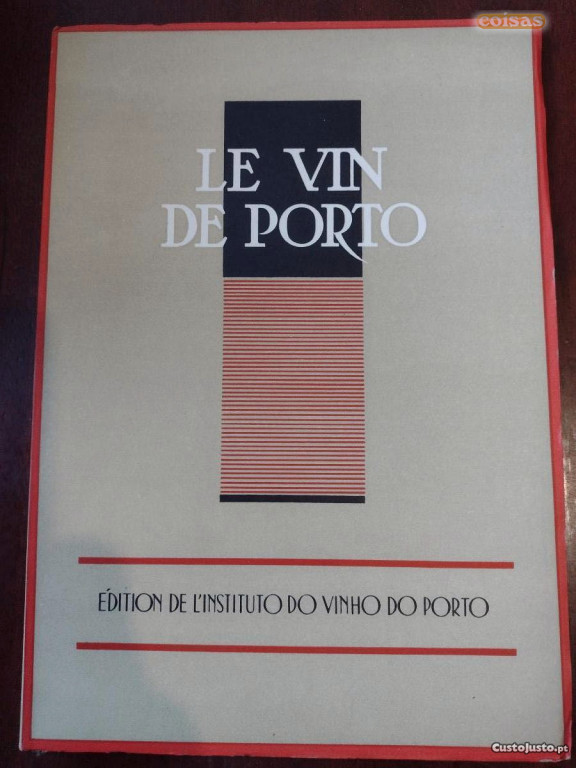 coisas
LE VIN
DE PORTO
ÉDITION DE L'INSTITUTO DO VINHO DO PORTO
CustoJusto.pt